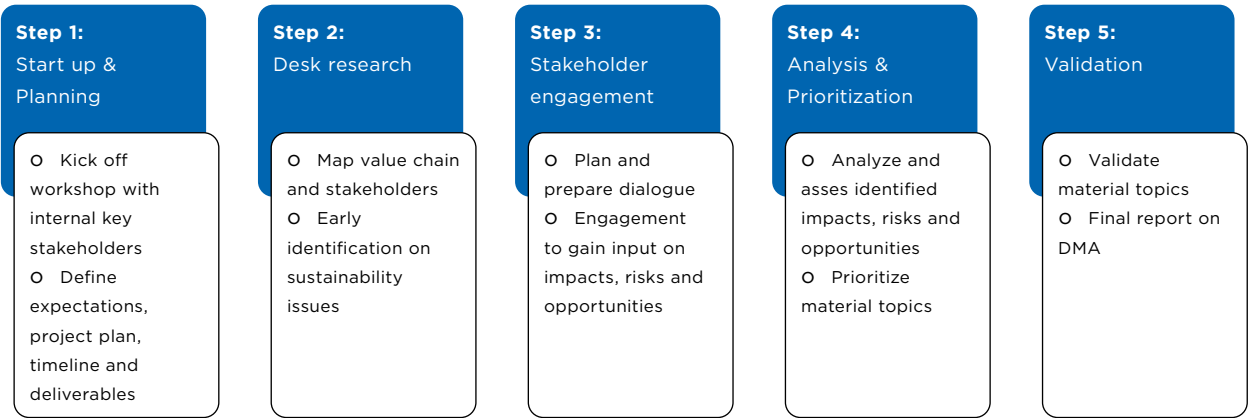 Step 1:
Start up &
Planning
o Kick off
workshop with
internal key
stakeholders
o Define
expectations,
project plan,
timeline and
deliverables
Step 2:
Desk research
o Map value chain
and stakeholders
o Early
identification on
sustainability
issues
Step 3:
Stakeholder
engagement
o Plan and
prepare dialogue
o Engagement
to gain input on
impacts, risks and
opportunities
Step 4:
Analysis &
Prioritization
o Analyze and
asses identified
impacts, risks and
opportunities
o Prioritize
material topics
Step 5:
Validation
o Validate
material topics
o Final report on
DMA